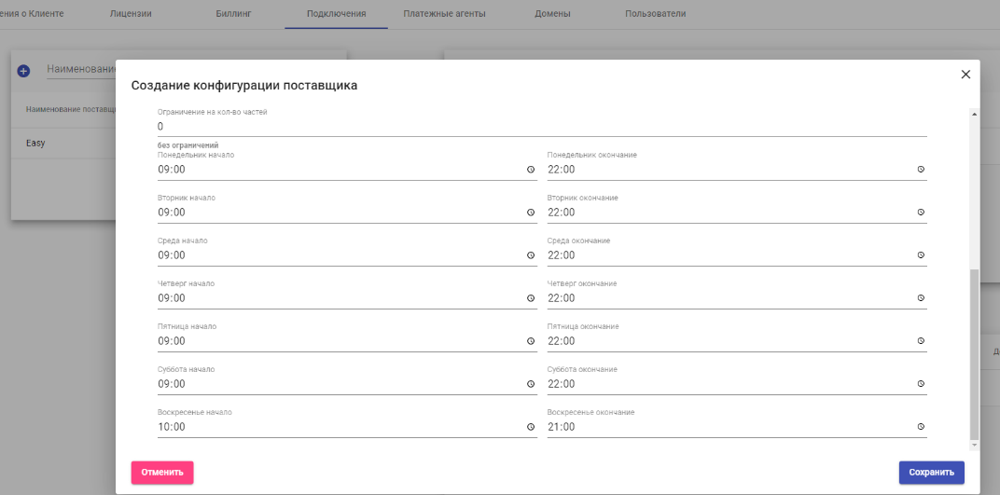 ения о Клиенте Лицензии Биллинг Подключения Платежные агенты Домены Пользователи
Наименование
Создание конфигурации поставщика
Наименование поставщ
Ограничение на кол-во частей
0
Easy
без ограничений
Понедельник начало Понедельник окончание
09:00 22:00
Вторник начало Вторник окончание
09:00 22:00
Среда начало Среда окончание
09:00 22:00
Четверг начало Четверг окончание
09:00 22:00
Пятница начало Пятница окончание
09:00 22:00
Суббота начало Суббота окончание
09:00 22:00
Воскресенье начало Воскресенье окончание
10:00 21:00
Отменить Сохранить